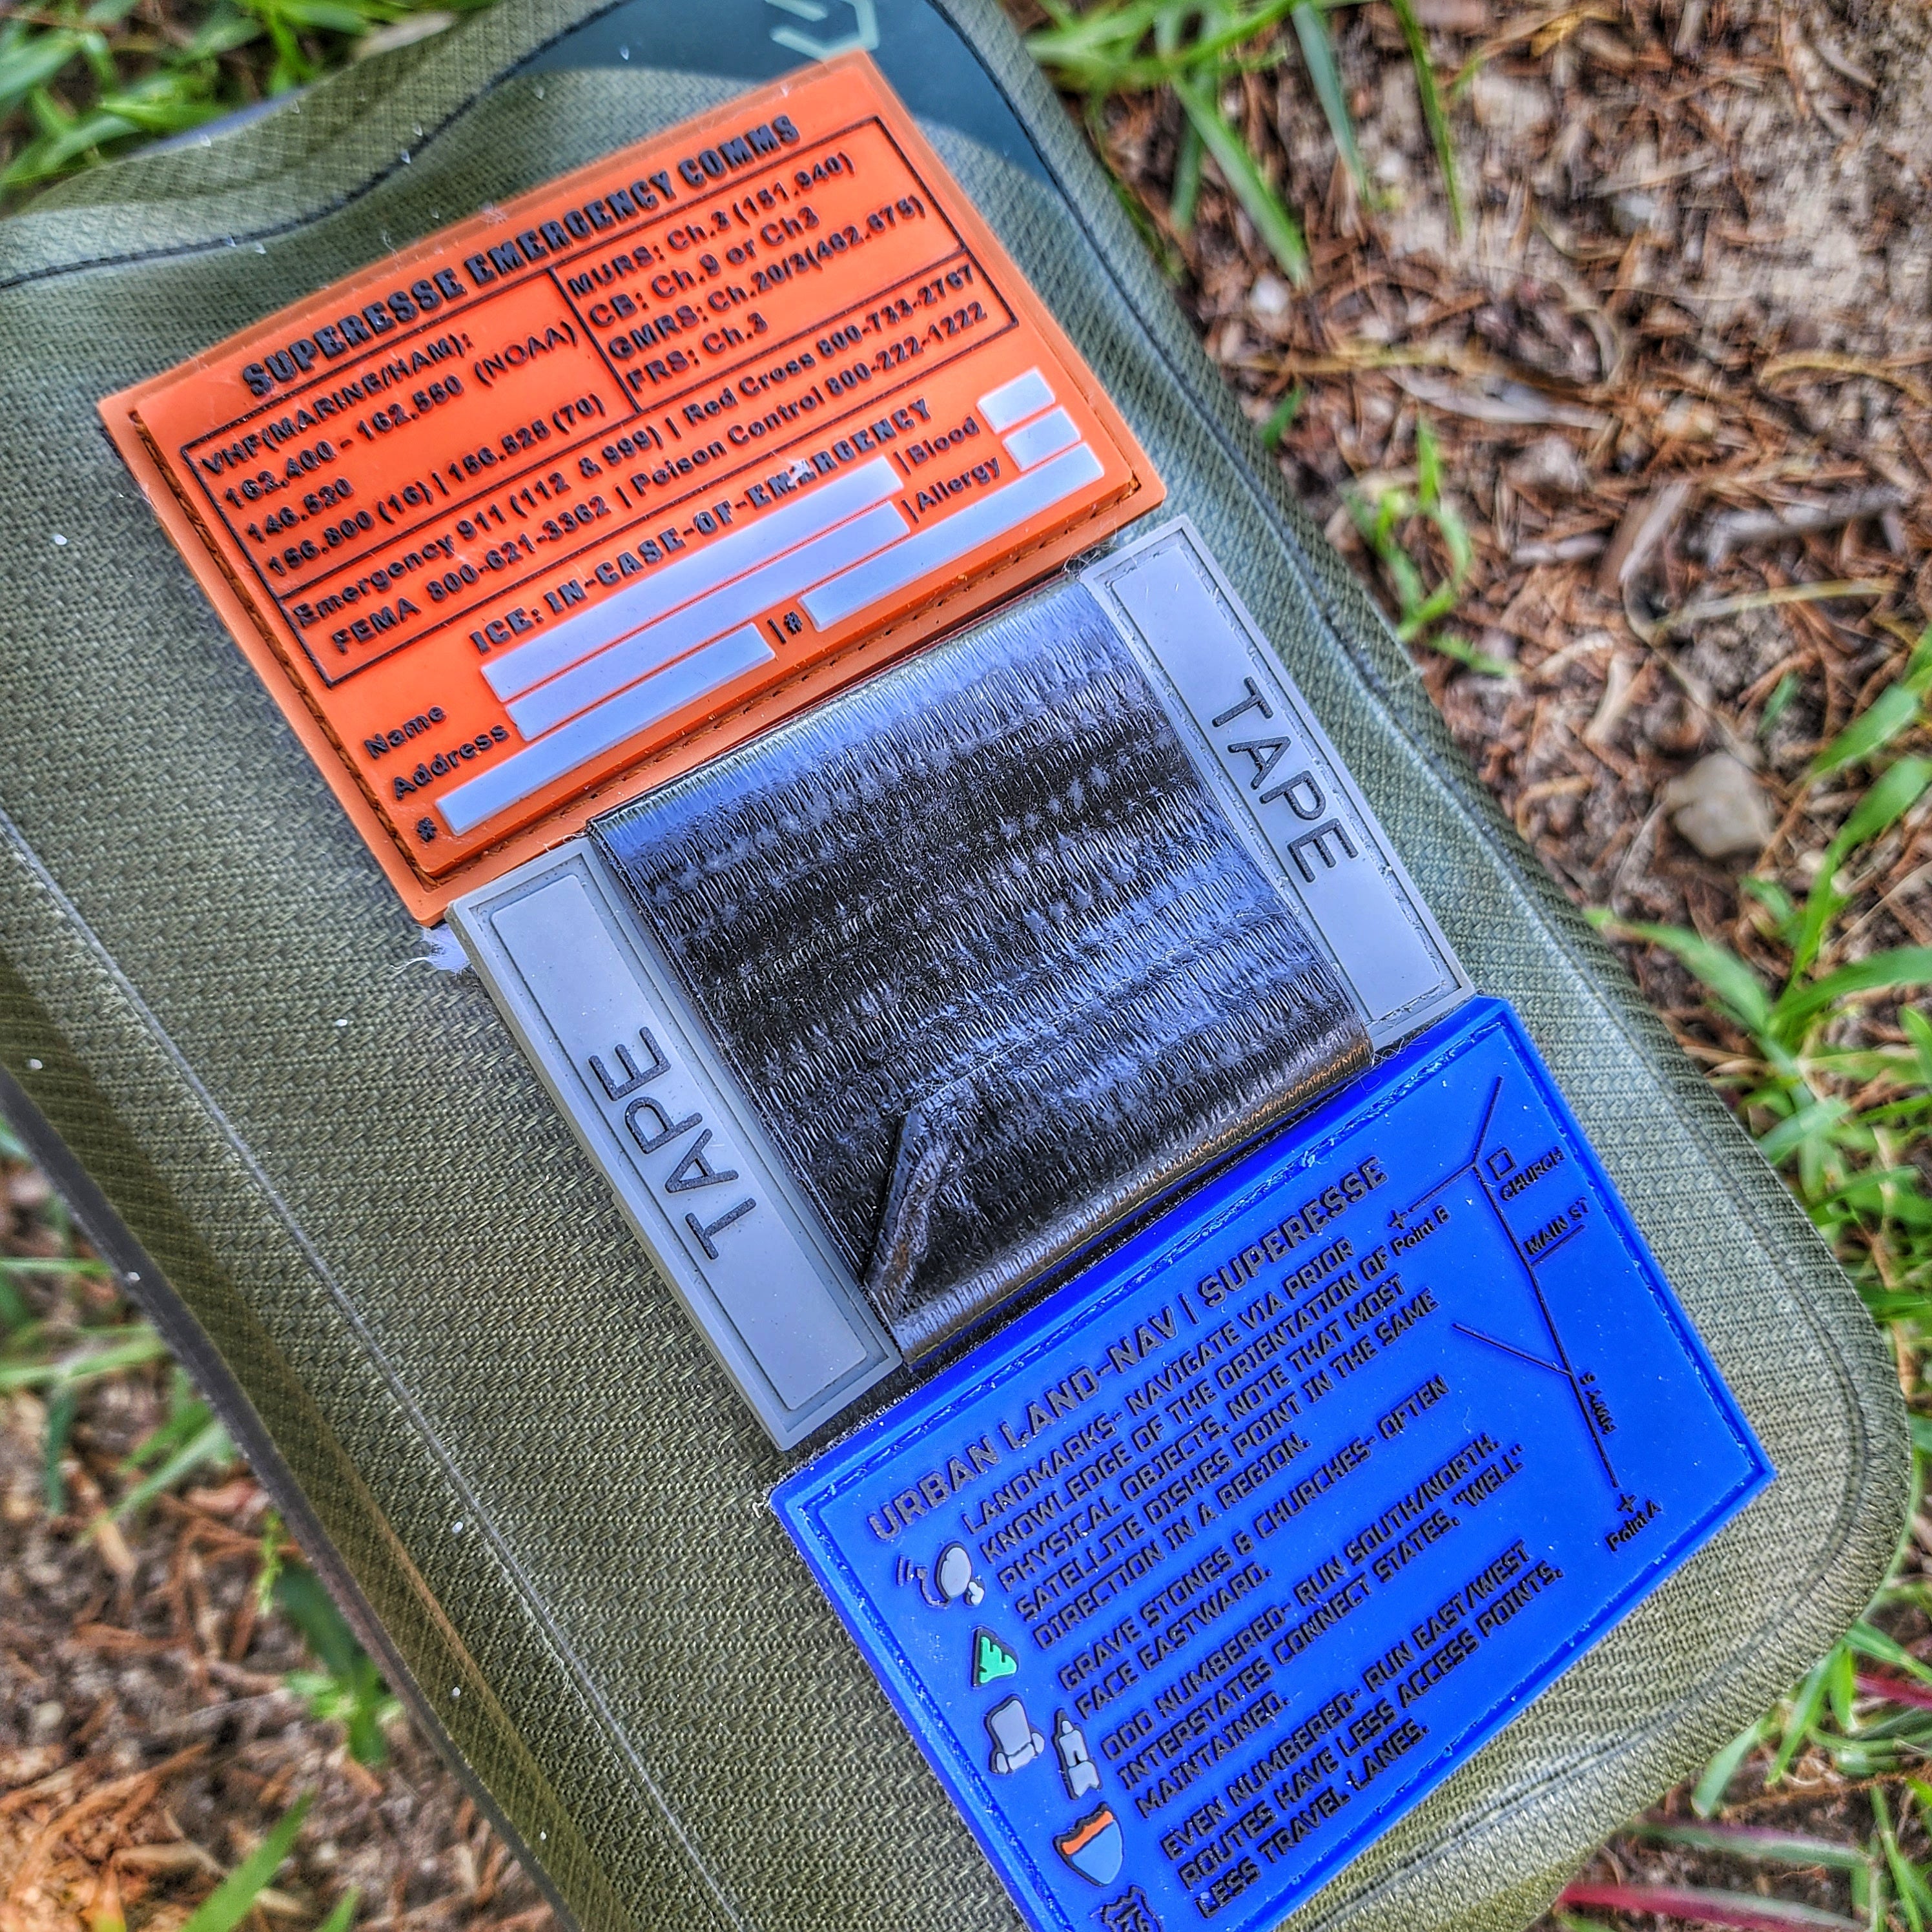 SUPERESSE EMERGENCY COMMS
VHF(MARINE/HAM):
162.400 - 162.550 (NOAA)
146.520
156.800 (16) | 156.525 (70)
MURS: Ch.3 (151.940)
CB: Ch.9 or Ch3
GMRS: Ch.20/3(462.675)
FRS: Ch.3
Emergency 911 (112 & 999) | Red Cross 800-733-2767
FEMA 800-621-3362 | Poison Control 800-222-1222
ICE: IN-CASE-OF-EMERGENCY
Name | Blood
Address | Allergy
# | #
TAPE
TAPE
URBAN LAND-NAV | SUPERESSE
LANDMARKS- NAVIGATE VIA PRIOR
KNOWLEDGE OF THE ORIENTATION OF
PHYSICAL OBJECTS, NOTE THAT MOST
SATELLITE DISHES POINT IN THE SAME
DIRECTION IN A REGION.
GRAVE STONES & CHURCHES- OFTEN
FACE EASTWARD.
ODD NUMBERED- RUN SOUTH/NORTH.
INTERSTATES CONNECT STATES. "WELL"
MAINTAINED.
EVEN NUMBERED- RUN EAST/WEST
ROUTES HAVE LESS ACCESS POINTS,
LESS TRAVEL LANES.
Point B
CHURCH
MAIN ST
HWY 5
Point A